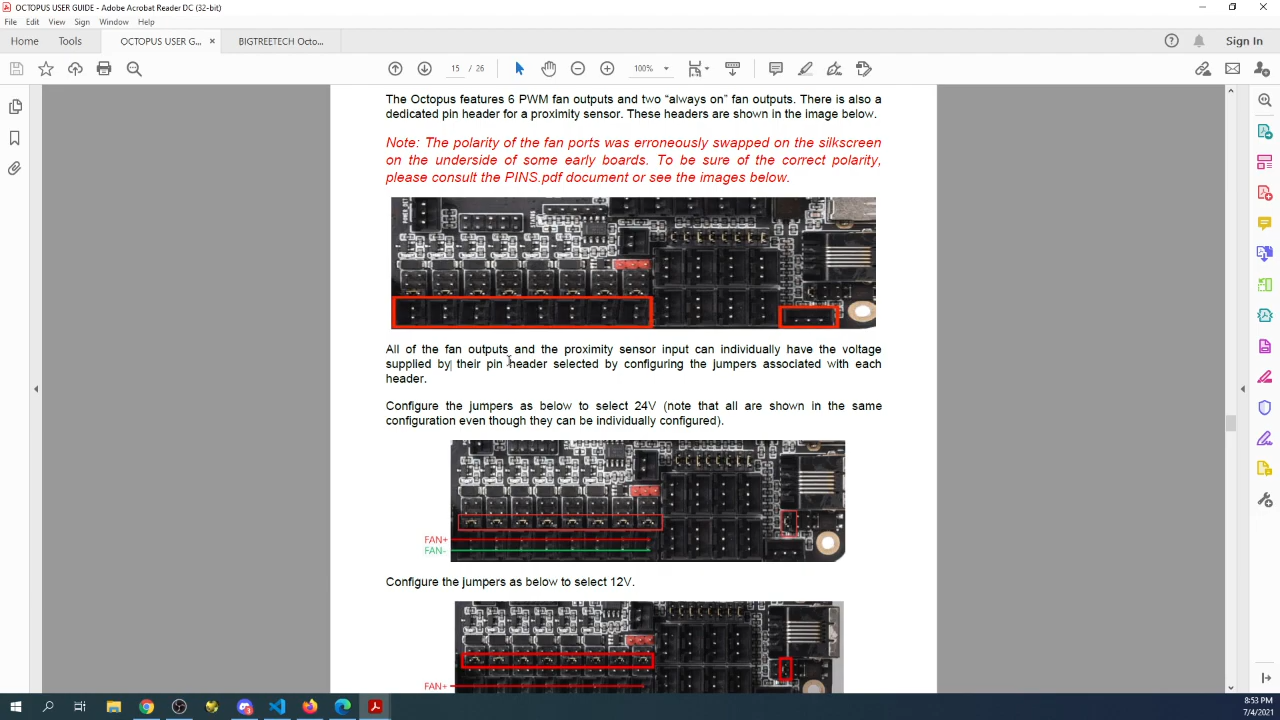 OCTOPUS USER GUIDE - Adobe Acrobat Reader DC (32-bit)
File Edit View Sign Window Help
Home Tools OCTOPUS USER G... × BIGTREETECH Octo... Sign In
15 / 26 100%
The Octopus features 6 PWM fan outputs and two “always on” fan outputs. There is also a
dedicated pin header for a proximity sensor. These headers are shown in the image below.
Note: The polarity of the fan ports was erroneously swapped on the silkscreen
on the underside of some early boards. To be sure of the correct polarity,
please consult the PINS.pdf document or see the images below.
All of the fan outputs and the proximity sensor input can individually have the voltage
supplied by their pin header selected by configuring the jumpers associated with each
header.
Configure the jumpers as below to select 24V (note that all are shown in the same
configuration even though they can be individually configured).
FAN+
FAN-
Configure the jumpers as below to select 12V.
FAN+
8:53 PM
7/4/2021